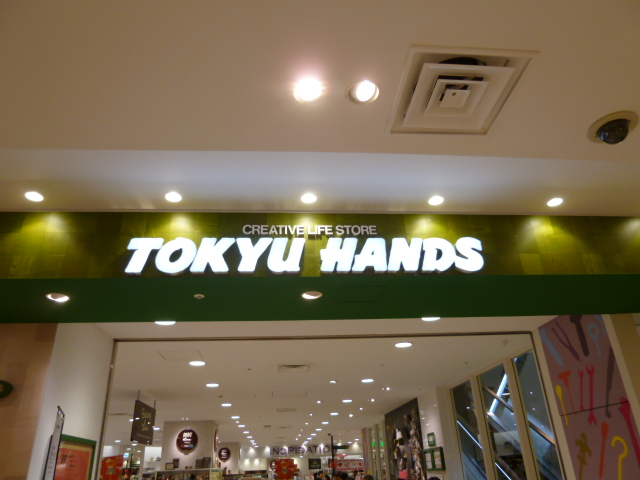 CREATIVE LIFE STORE
TOKYU HANDS